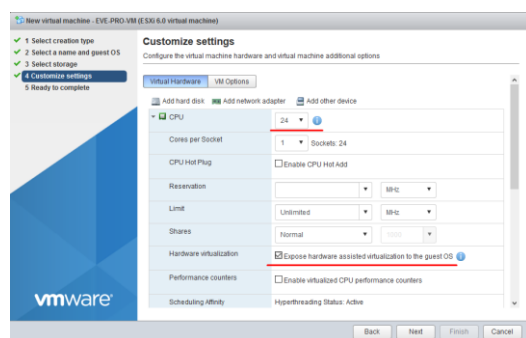 New virtual machine - EVE-PRO-VM (ESXi 6.0 virtual machine)
1 Select creation type
2 Select a name and guest OS
3 Select storage
4 Customize settings
5 Ready to complete
Customize settings
Configure the virtual machine hardware and virtual machine additional options
Virtual Hardware VM Options
Add hard disk Add network adapter Add other device
CPU 24
Cores per Socket 1 Sockets: 24
CPU Hot Plug Enable CPU Hot Add
Reservation MHz
Limit Unlimited MHz
Shares Normal 1000
Hardware virtualization Expose hardware assisted virtualization to the guest OS
Performance counters Enable virtualized CPU performance counters
Scheduling Affinity Hyperthreading Status: Active
vmware
Back Next Finish Cancel